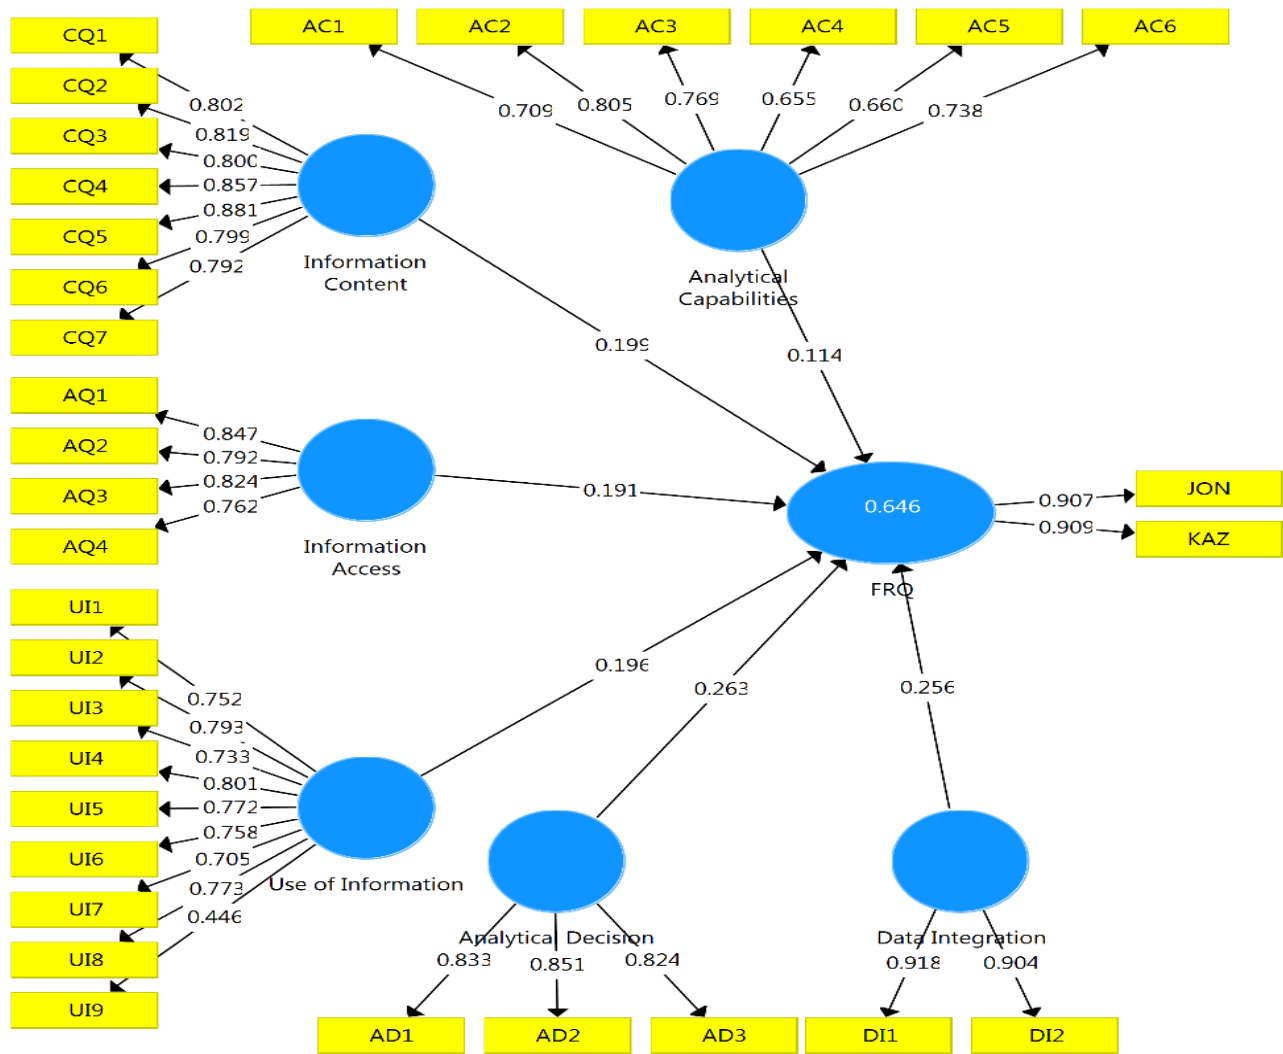 AC1
AC2
AC3
AC4
AC5
AC6
0.709
0.805
0.769
0.655
0.660
0.738
Analytical
Capabilities
0.114
CQ1
CQ2
CQ3
CQ4
CQ5
CQ6
CQ7
0.802
0.819
0.800
0.857
0.881
0.799
0.792
Information
Content
0.199
AQ1
AQ2
AQ3
AQ4
0.847
0.792
0.824
0.762
Information
Access
0.191
0.646
FRQ
0.907
0.909
JON
KAZ
UI1
UI2
UI3
UI4
UI5
UI6
UI7
UI8
UI9
0.752
0.793
0.733
0.801
0.772
0.758
0.705
0.773
0.446
Use of Information
0.196
0.263
0.256
Analytical Decision
0.833
0.851
0.824
AD1
AD2
AD3
Data Integration
0.918
0.904
DI1
DI2